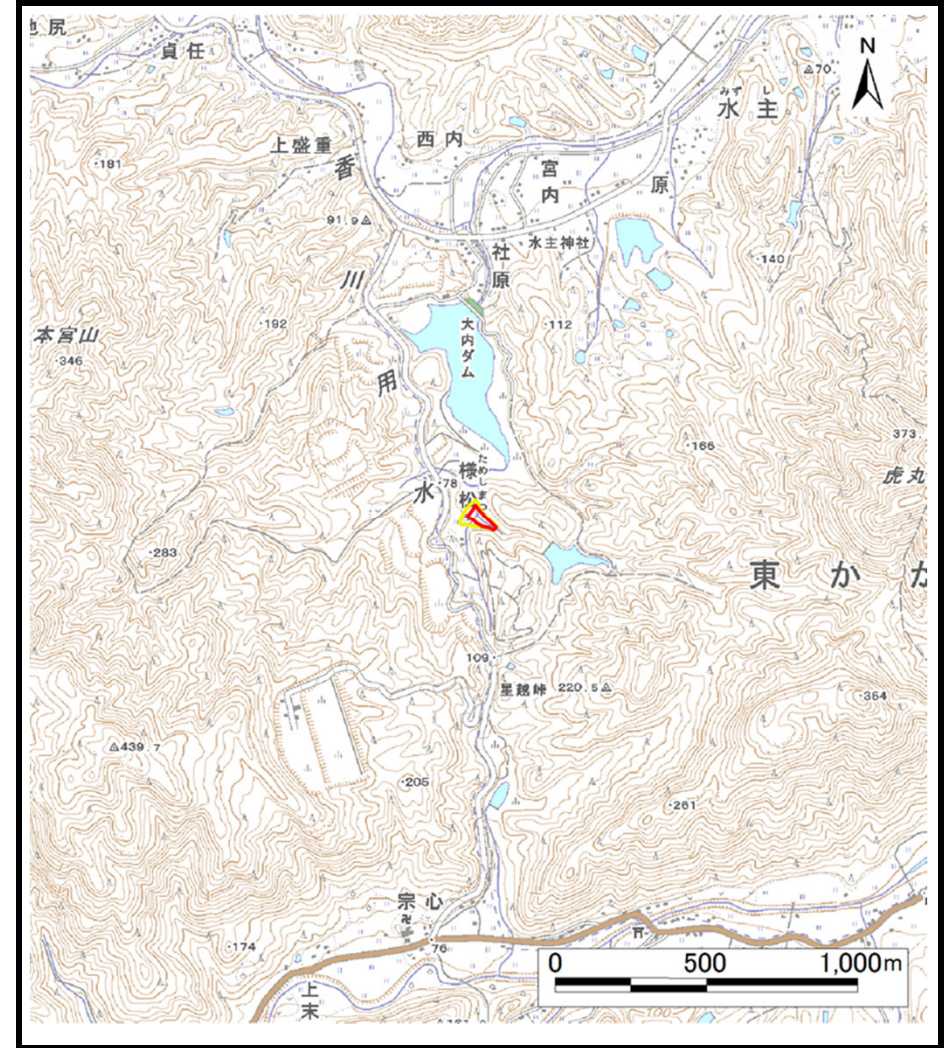 貞任
N
70.
みずし
水主
西内
上盛重
宮内
原
・181
香川用水
91.9
水主神社
社原
・140
・192
・112
大内ダム
本宮山
・346
373.
・166
ためしまつ
様松
虎丸
・78
・283
東かが
109
星越峠
220.5
・364
439.7
・205
・261
宗心
・174
76
0 500 1,000m
上末